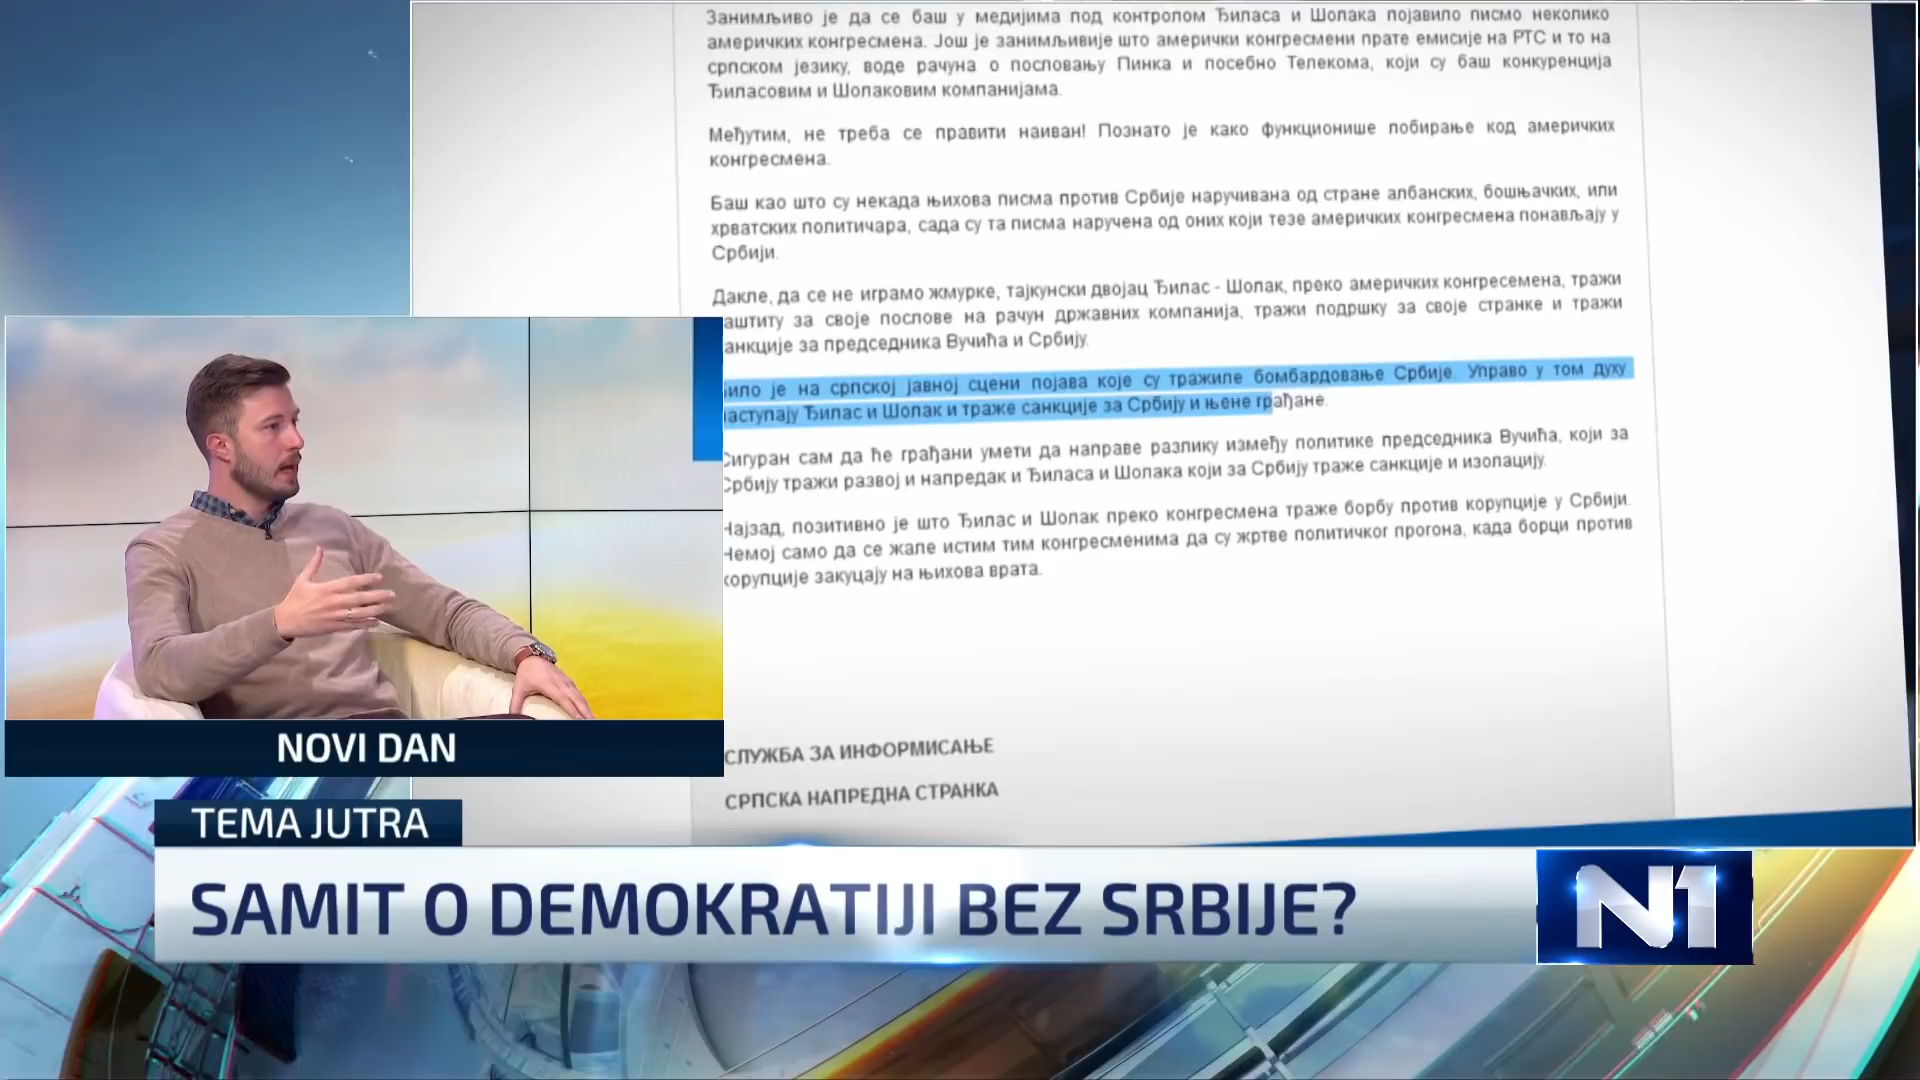 Занимљиво је да се баш у медијима под контролом Ђиласа и Шолака појавило писмо неколико
америчких конгресмена. Још је занимљивије што амерички конгресмени прате емисије на РТС и то на
српском језику, воде рачуна о пословању Пинка и посебно Телекома, који су баш конкуренција
Ђиласовим и Шолаковим компанијама.
Међутим, не треба се правити наиван! Познато је како функционише лобирање код америчких
конгресмена.
Баш као што су некада њихова писма против Србије наручивана од стране албанских, бошњачких, или
хрватских политичара, сада су та писма наручена од оних који тезе америчких конгресмена понављају у
Србији.
Дакле, да се не играмо жмурке, тајкунски двојац Ђилас - Шолак, преко америчких конгресемена, тражи
аштиту за своје послове на рачун државних компанија, тражи подршку за своје странке и тражи
анкције за председника Вучића и Србију.
ило је на српској јавној сцени појава које су тражиле бомбардовање Србије. Управо у том духу
аступају Ђилас и Шолак и траже санкције за Србију и њене грађане.
Сигуран сам да ће грађани умети да направе разлику између политике председника Вучића, који за
Србију тражи развој и напредак и Ђиласа и Шолака који за Србију траже санкције и изолацију.
Најзад, позитивно је што Ђилас и Шолак преко конгресмена траже борбу против корупције у Србији.
Немој само да се жале истим тим конгресменима да су жртве политичког прогона, када борци против
корупције закуцају на њихова врата.
СЛУЖБА ЗА ИНФОРМИСАЊЕ
СРПСКА НАПРЕДНА СТРАНКА
NOVI DAN
TEMA JUTRA
SAMIT O DEMOKRATIJI BEZ SRBIJE?
N1